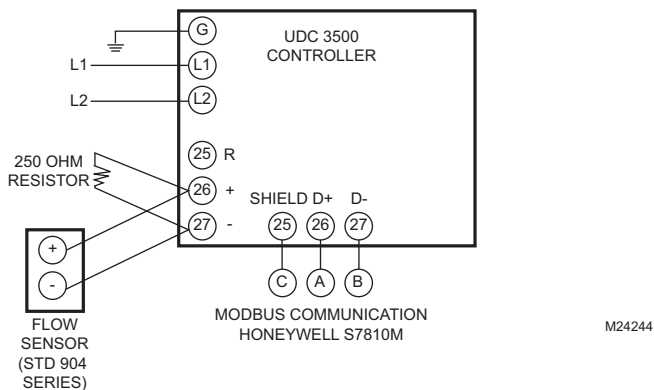 G
UDC 3500
CONTROLLER
L1 L1
L2 L2
25 R
250 OHM
RESISTOR
26 +
27 -
SHIELD D+ D-
25 26 27
+
-
C A B
MODBUS COMMUNICATION
HONEYWELL S7810M
FLOW
SENSOR
(STD 904
SERIES)
M24244